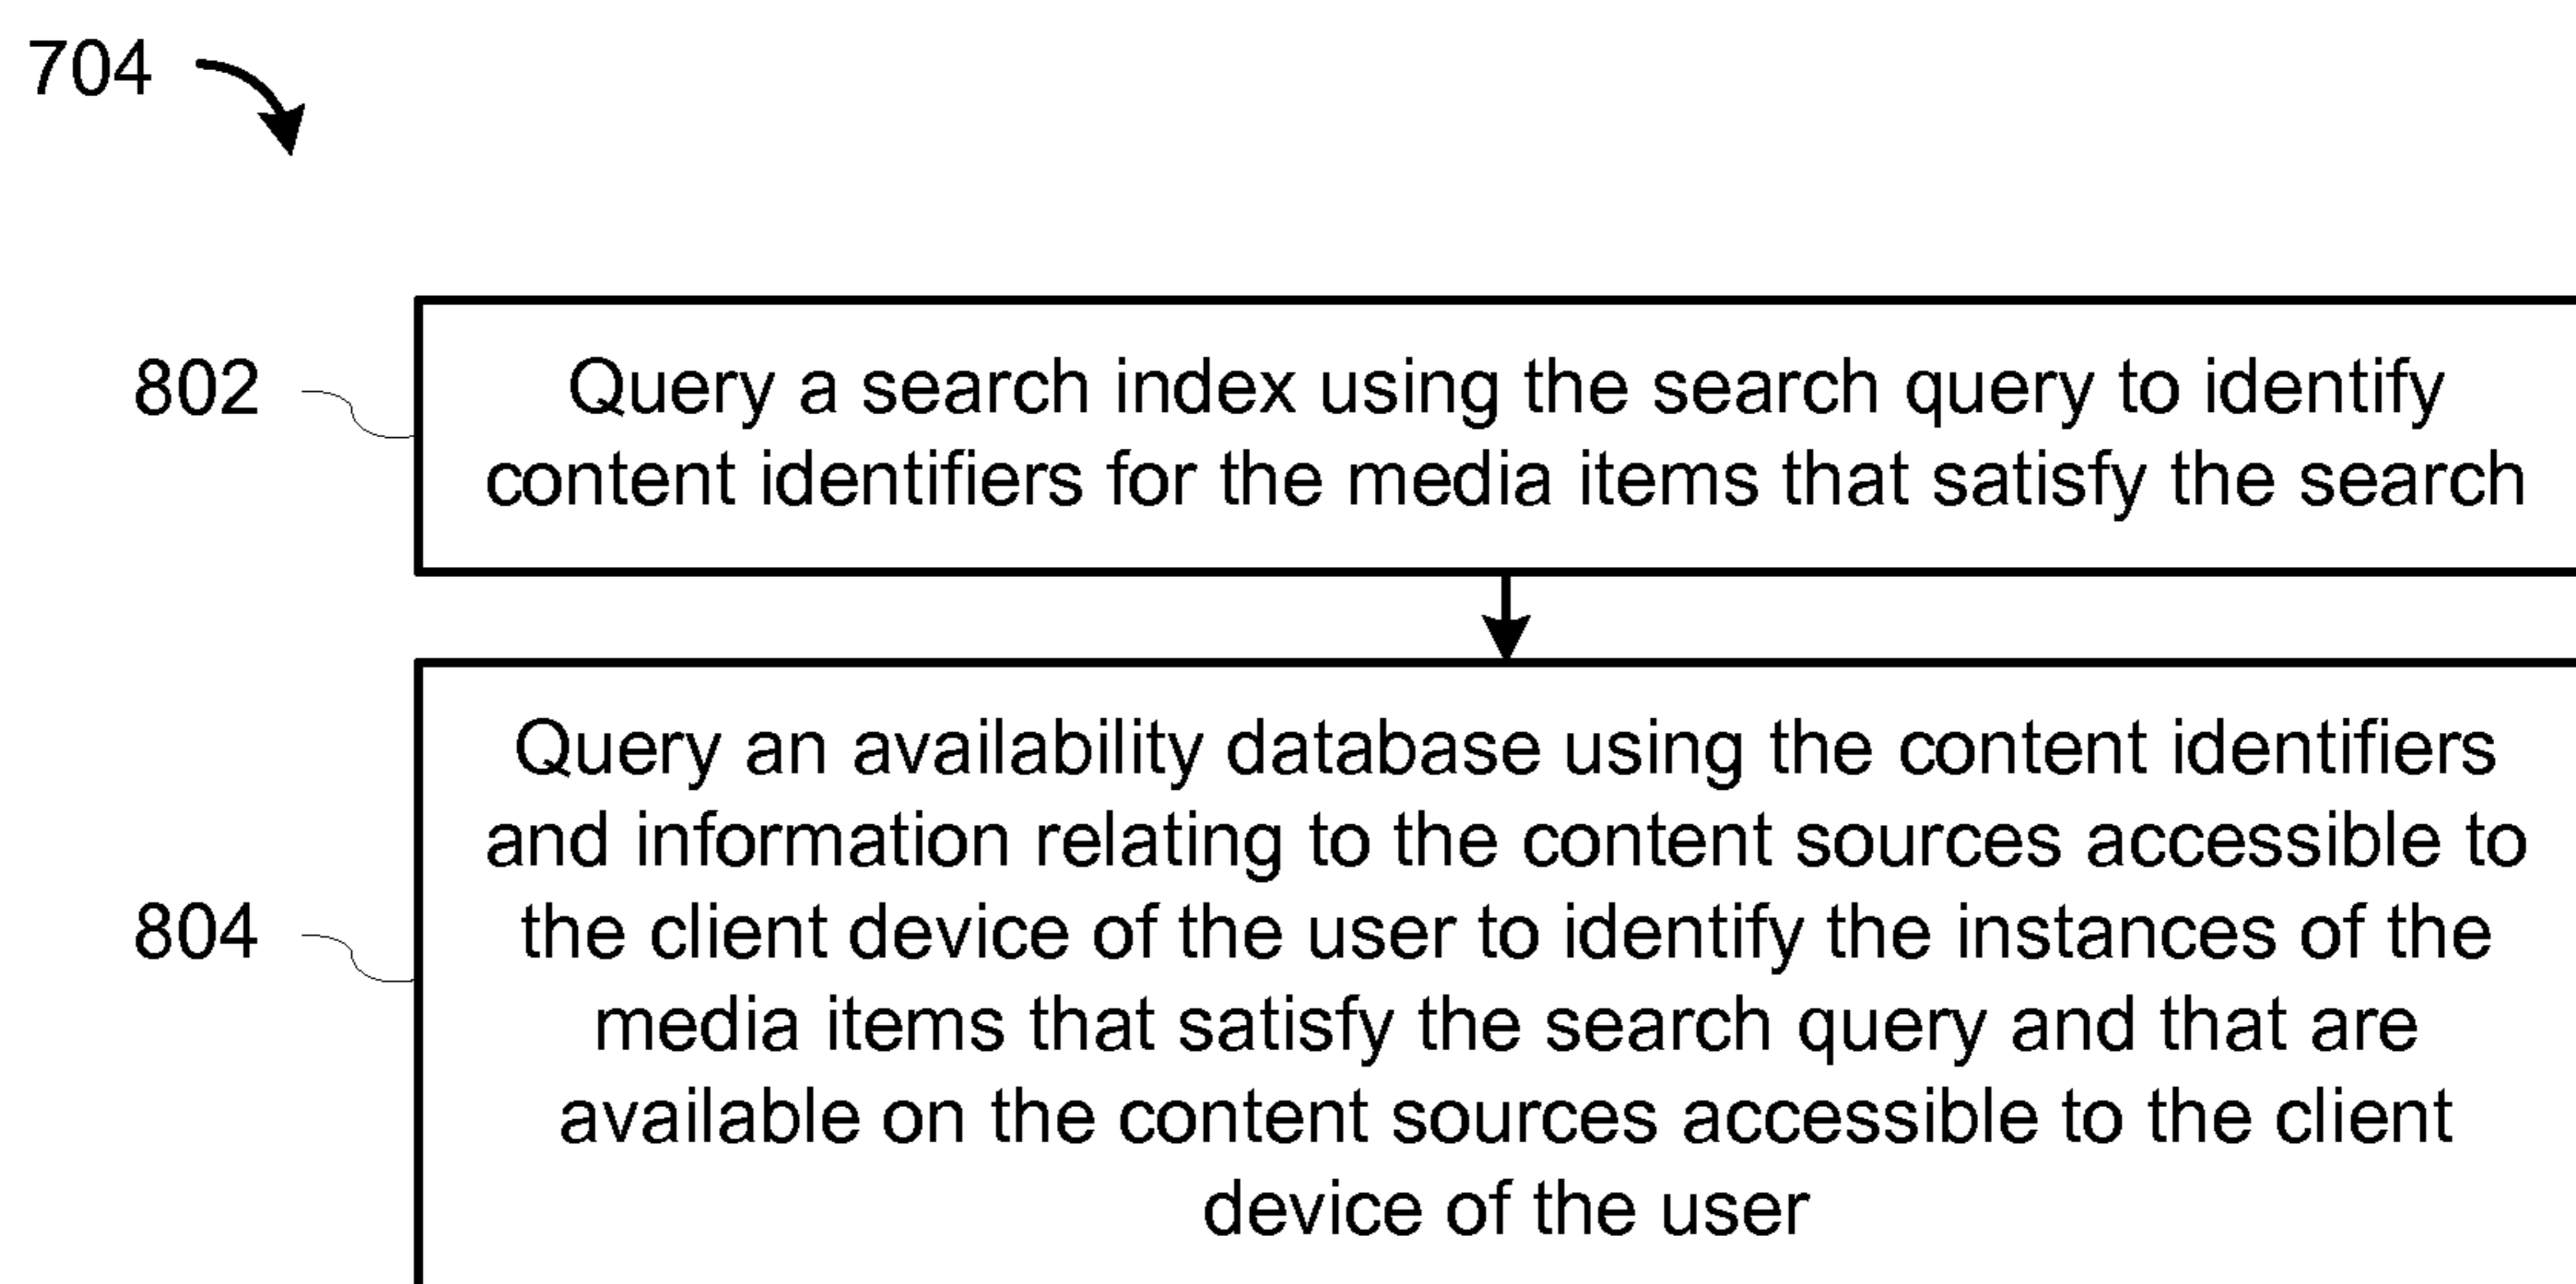 704
802
Query a search index using the search query to identify
content identifiers for the media items that satisfy the search
804
Query an availability database using the content identifiers
and information relating to the content sources accessible to
the client device of the user to identify the instances of the
media items that satisfy the search query and that are
available on the content sources accessible to the client
device of the user